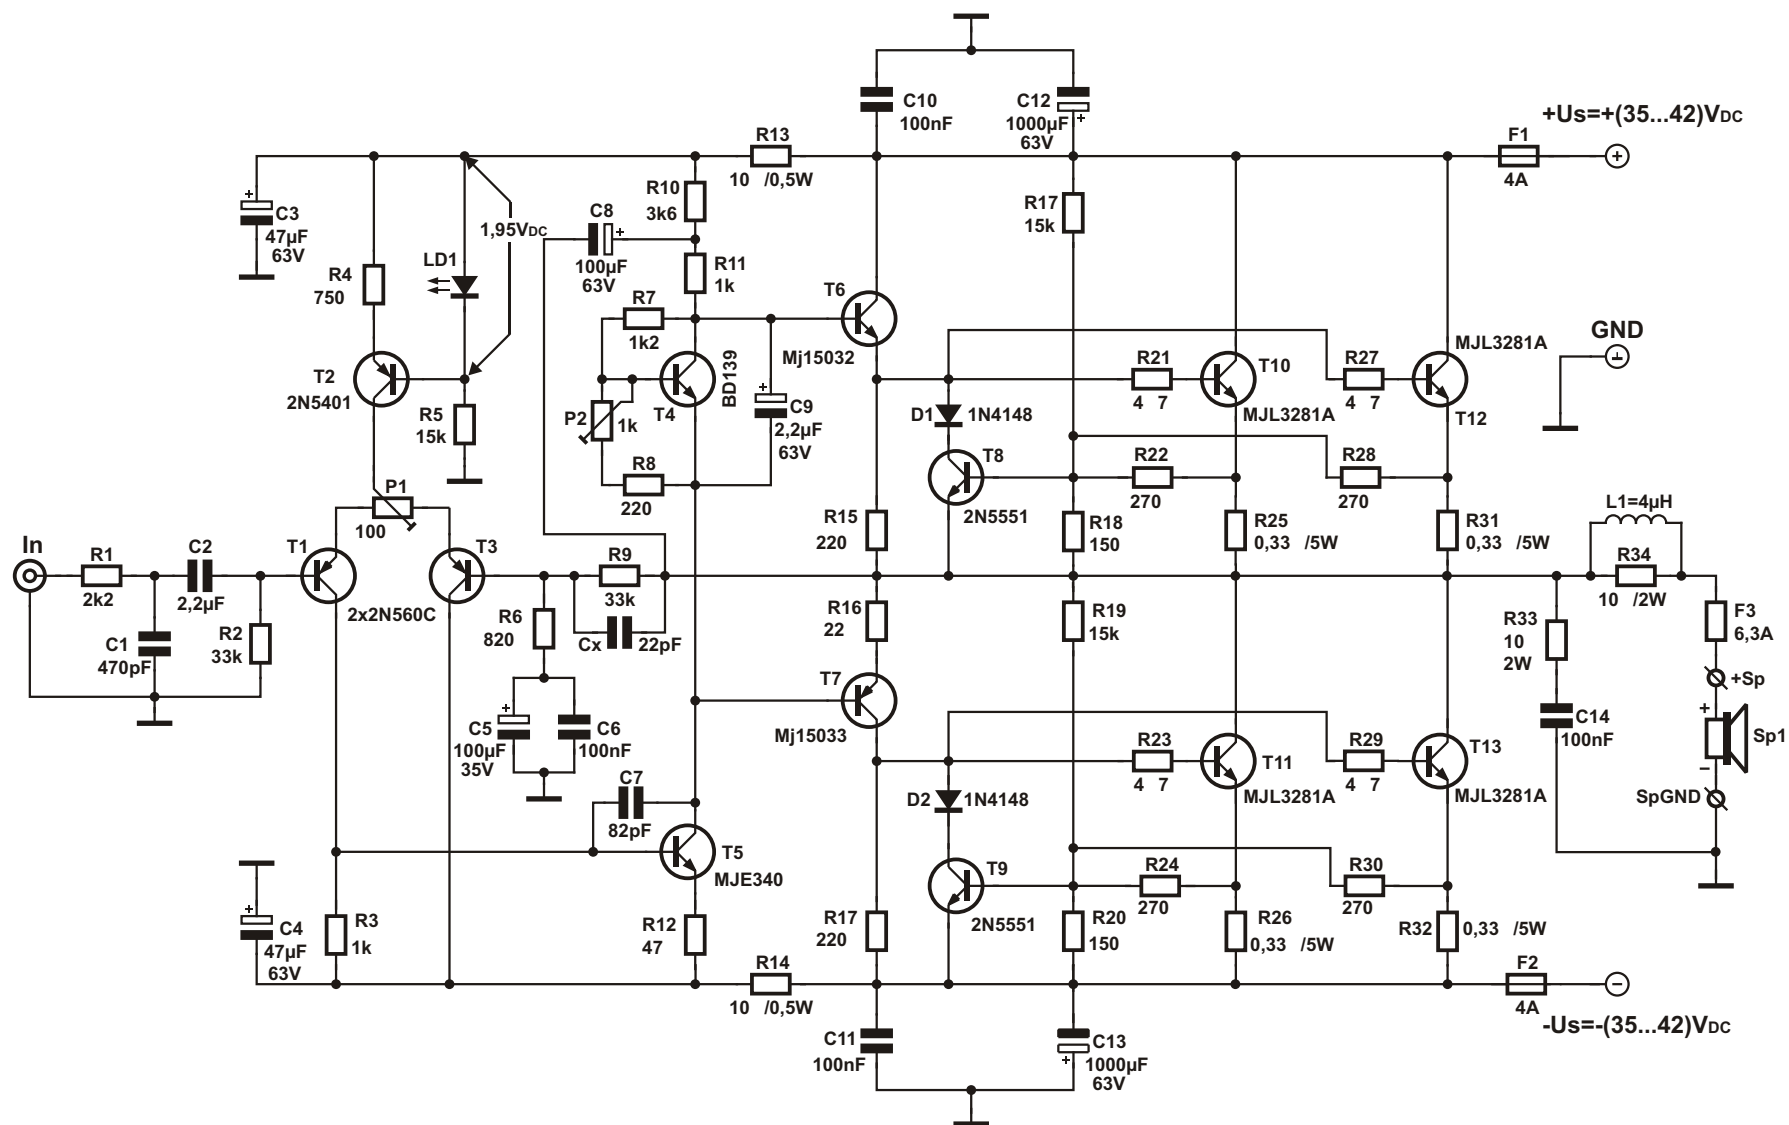 C10
100nF
C12
1000µF
63V
+Us=+(35...42)VDC
F1
4A
R13
10 /0,5W
R10
3k6
C8
100µF
63V
1,95VDC
R17
15k
C3
47µF
63V
R4
750
LD1
R11
1k
T6
Mj15032
R7
1k2
GND
MJL3281A
T2
2N5401
R5
15k
P2
1k
T4
BD139
C9
2,2µF
63V
D1
1N4148
R21
4 7
T10
MJL3281A
R27
4 7
T12
R8
220
T8
2N5551
R22
270
R28
270
P1
100
R15
220
R18
150
R25
0,33 /5W
R31
0,33 /5W
L1=4µH
R34
10 /2W
In
R1
2k2
C2
2,2µF
T1
T3
2x2N560C
R9
33k
R6
820
Cx
22pF
C1
470pF
R2
33k
R16
22
R19
15k
R33
10
2W
F3
6,3A
+Sp
T7
Mj15033
C5
100µF
35V
C6
100nF
C14
100nF
+
Sp1
–
SpGND
R23
4 7
T11
MJL3281A
R29
4 7
T13
MJL3281A
C7
82pF
D2
1N4148
T5
MJE340
T9
2N5551
R24
270
R30
270
C4
47µF
63V
R3
1k
R12
47
R17
220
R20
150
R26
0,33 /5W
R32
0,33 /5W
R14
10 /0,5W
F2
4A
-Us=-(35...42)VDC
C11
100nF
C13
1000µF
63V